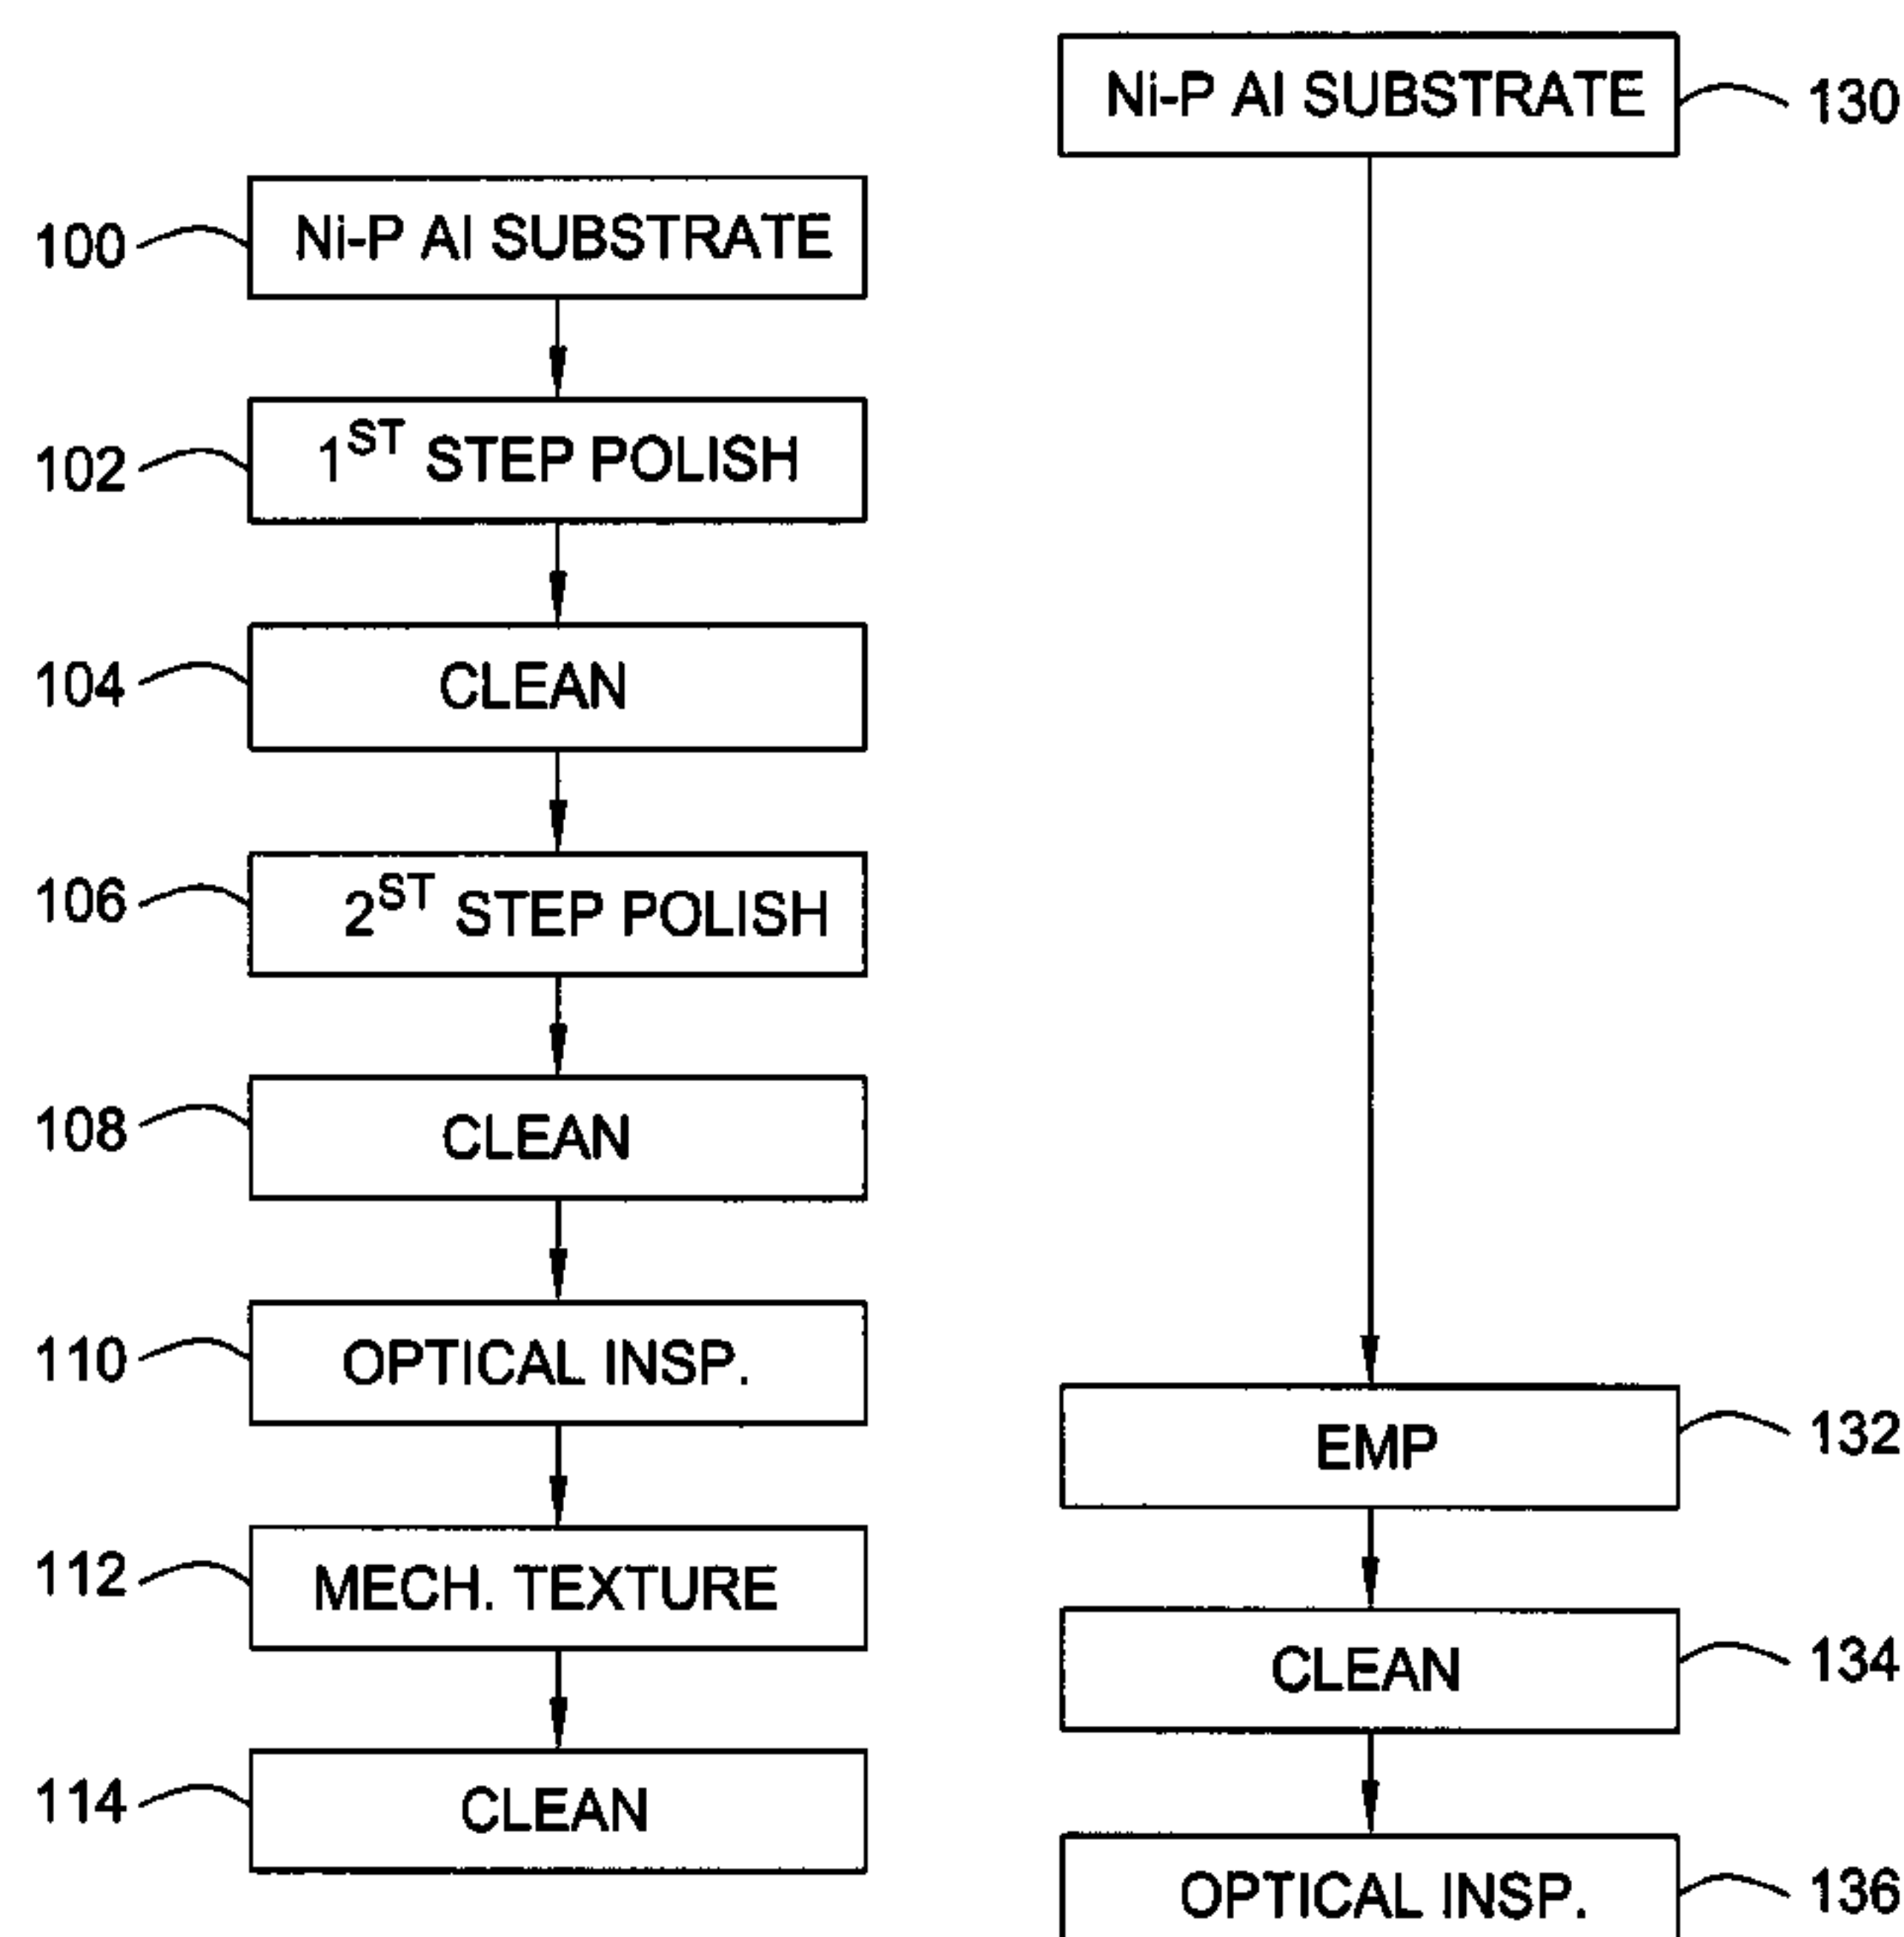 100
Ni-P Al SUBSTRATE
102
1ST STEP POLISH
104
CLEAN
106
2ST STEP POLISH
108
CLEAN
110
OPTICAL INSP.
112
MECH. TEXTURE
114
CLEAN
Ni-P Al SUBSTRATE
130
EMP
132
CLEAN
134
OPTICAL INSP.
136